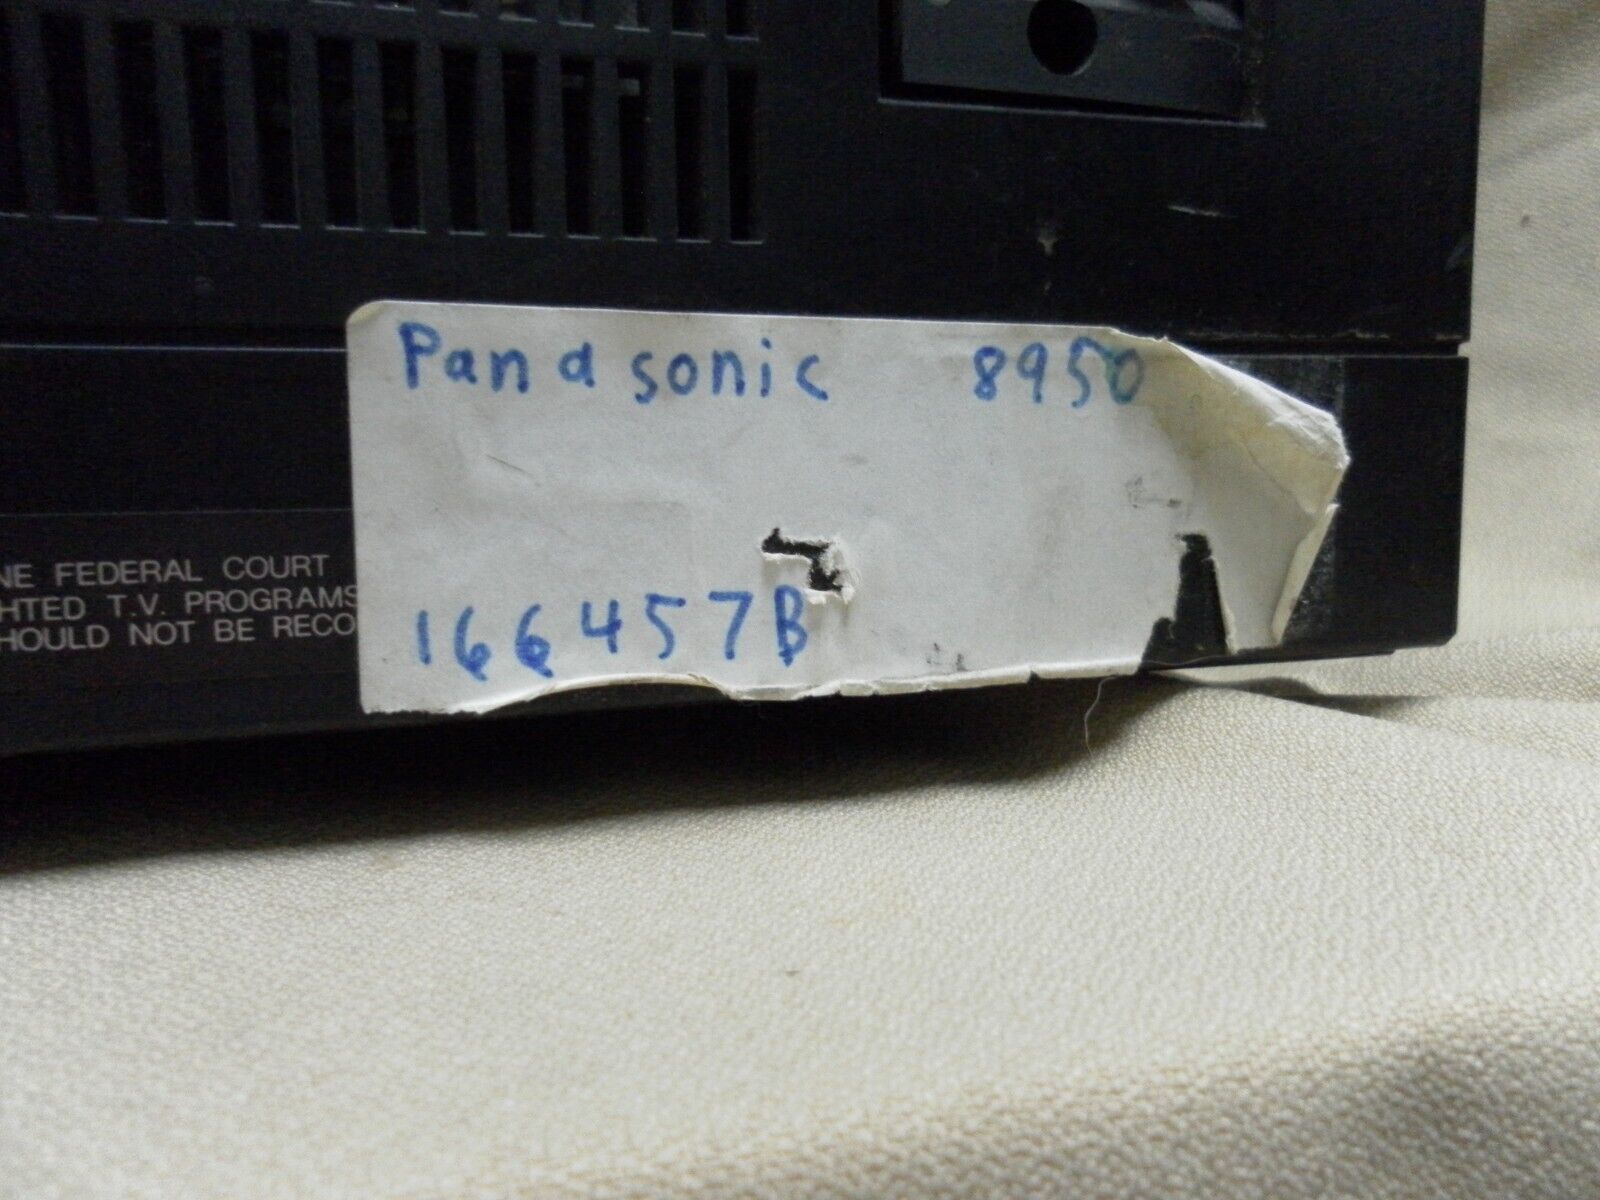 Panasonic 8950
166457B
NE FEDERAL COURT
HTED T.V. PROGRAMS
HOULD NOT BE RECO